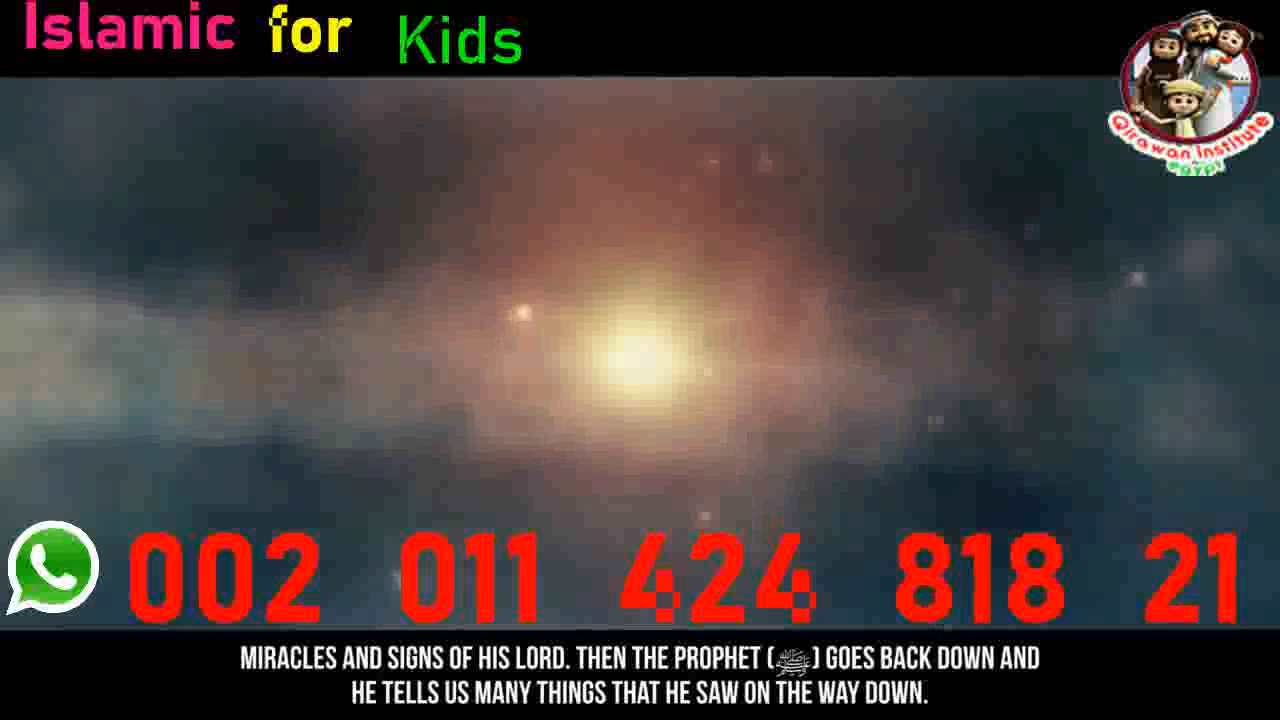 Islamic for Kids
Qirawan Institute
egypt
002 011 424 818 21
MIRACLES AND SIGNS OF HIS LORD. THEN THE PROPHET (ﷺ) GOES BACK DOWN AND
HE TELLS US MANY THINGS THAT HE SAW ON THE WAY DOWN.